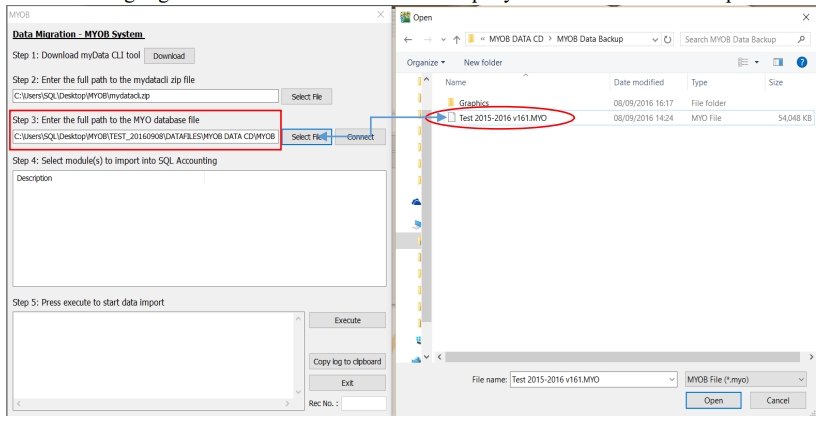 MYOB
Data Migration - MYOB System
Step 1: Download myData CLI tool Download
Step 2: Enter the full path to the mydatacli zip file
C:\Users\SQL\Desktop\MYOB\mydatacli.zip Select File
Step 3: Enter the full path to the MYO database file
C:\Users\SQL\Desktop\MYOB\TEST_20160908\DATAFILES\MYOB DATA CD\MYOB Select File Connect
Step 4: Select module(s) to import into SQL Accounting
Description
Step 5: Press execute to start data import
Execute
Copy log to clipboard
Exit
Rec No. :
Open
« MYOB DATA CD > MYOB Data Backup Search MYOB Data Backup
Organize New folder
Name Date modified Type Size
Graphics 08/09/2016 16:17 File folder
Test 2015-2016 v161.MYO 08/09/2016 14:24 MYO File 54,048 KB
File name: Test 2015-2016 v161.MYO MYOB File (*.myo)
Open Cancel